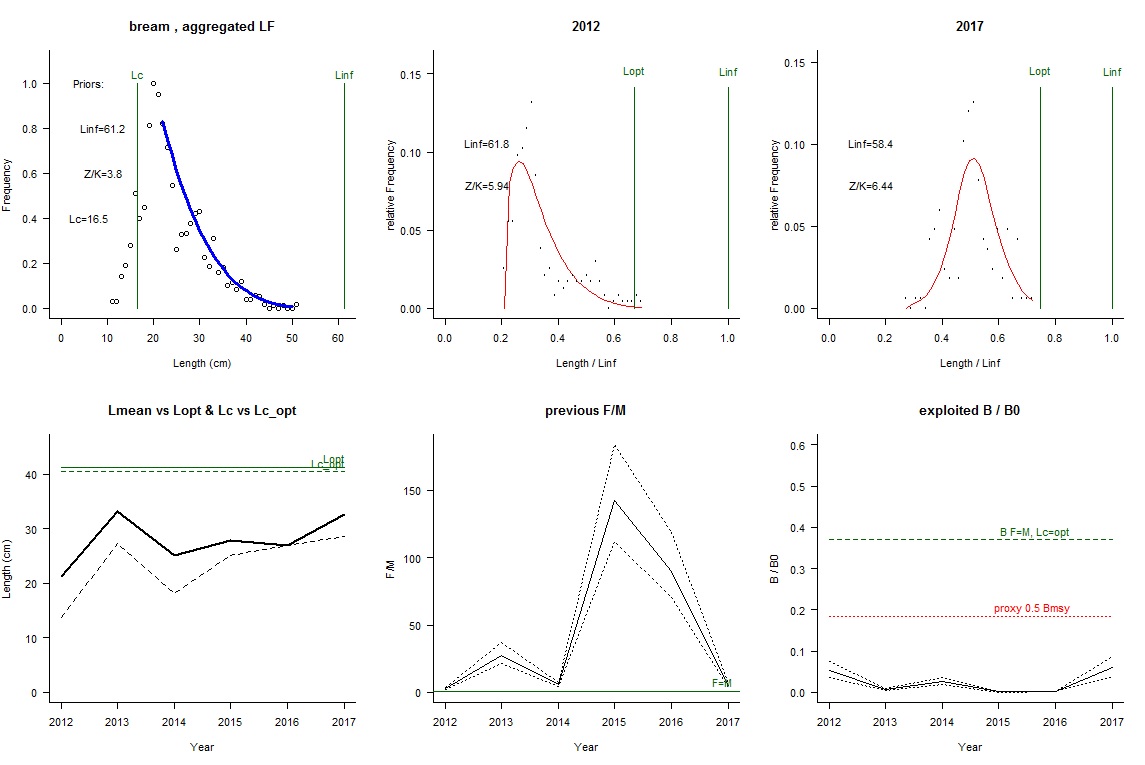 bream , aggregated LF
Priors:
Lc
Linf
Linf=61.2
Z/K=3.8
Lc=16.5
Frequency
0.0
0.2
0.4
0.6
0.8
1.0
0 10 20 30 40 50 60
Length (cm)
2012
Lopt
Linf
Linf=61.8
Z/K=5.94
relative Frequency
0.00
0.05
0.10
0.15
0.0 0.2 0.4 0.6 0.8 1.0
Length / Linf
2017
Lopt
Linf
Linf=58.4
Z/K=6.44
relative Frequency
0.00
0.05
0.10
0.15
0.0 0.2 0.4 0.6 0.8 1.0
Length / Linf
Lmean vs Lopt & Lc vs Lc_opt
Lopt
Lc_opt
Length (cm)
0
10
20
30
40
2012 2013 2014 2015 2016 2017
Year
previous F/M
F=M
F/M
0
50
100
150
2012 2013 2014 2015 2016 2017
Year
exploited B / B0
B F=M, Lc=opt
proxy 0.5 Bmsy
B / B0
0.0
0.1
0.2
0.3
0.4
0.5
0.6
2012 2013 2014 2015 2016 2017
Year